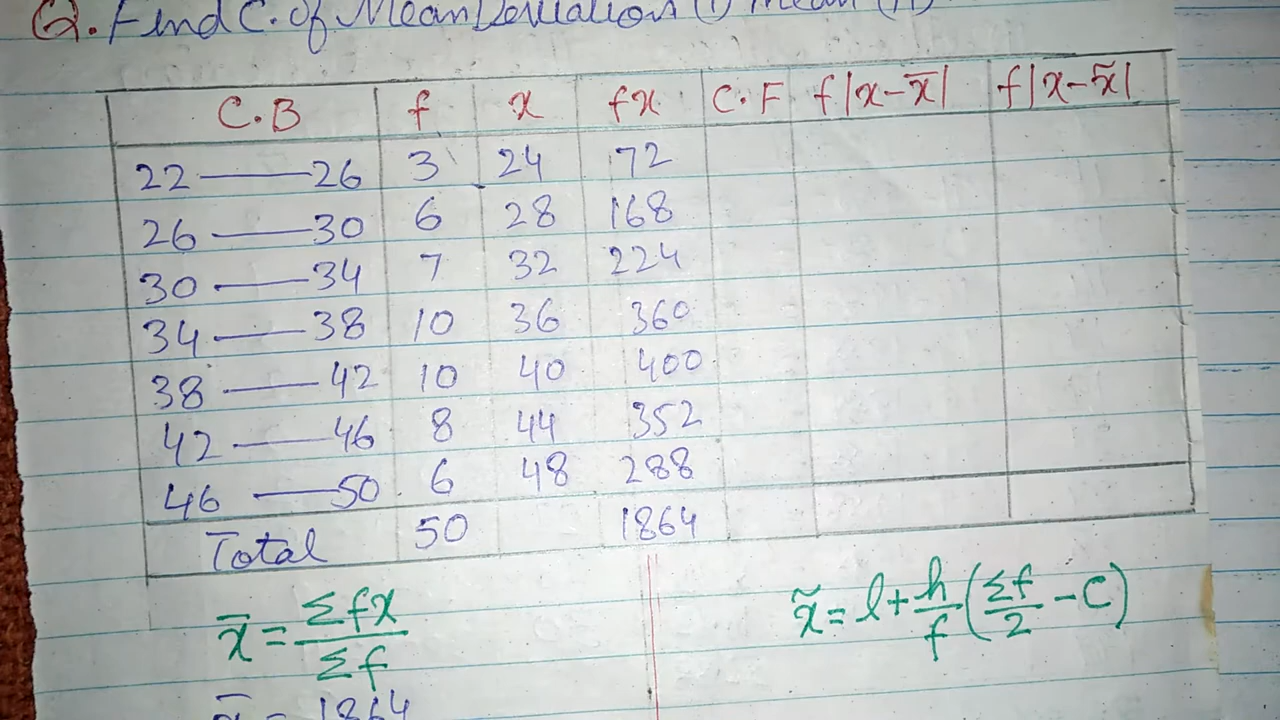 Q. Find C. of Mean Deviation (i) Mean (ii)
C.B f x fx C.F f|x-x̄| f|x-x̃|
22——26 3 24 72
26——30 6 28 168
30——34 7 32 224
34——38 10 36 360
38——42 10 40 400
42——46 8 44 352
46——50 6 48 288
Total 50 1864
x̄ = Σfx / Σf
x̃ = l + h/f (Σf/2 - C)
x̄ = 1864